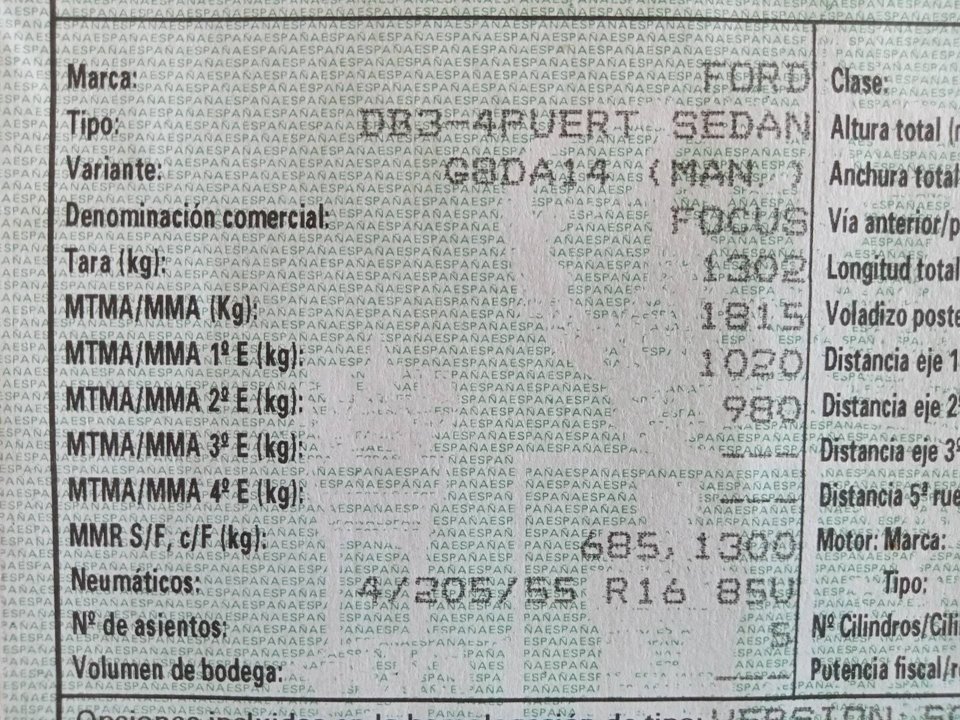 Marca: FORD Clase:
Tipo: DB3-4PUERT SEDAN Altura total
Variante: G8DA14 (MAN. ) Anchura total
Denominación comercial: FOCUS Vía anterior/p
Tara (kg): 1302 Longitud total
MTMA/MMA (Kg): 1815 Voladizo poste
MTMA/MMA 1º E (kg): 1020 Distancia eje 1
MTMA/MMA 2º E (kg): 980 Distancia eje 2º
MTMA/MMA 3º E (kg): ----- Distancia eje 3º
MTMA/MMA 4º E (kg): ----- Distancia 5ª rue
MMR S/F, c/F (kg): 685, 1300 Motor: Marca:
Neumáticos: 4/205/55 R16 85V Tipo:
Nº de asientos: 5 Nº Cilindros/Cili
Volumen de bodega: ----- Potencia fiscal/r